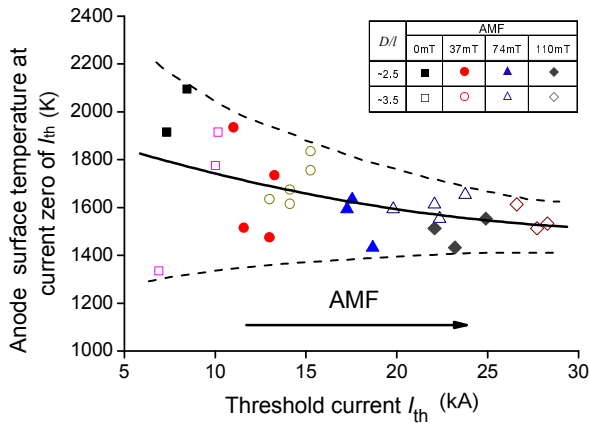 Anode surface temperature at
current zero of Ith (K)
2400
2200
2000
1800
1600
1400
1200
1000
D/l
AMF
0mT 37mT 74mT 110mT
~2.5
~3.5
AMF
5 10 15 20 25 30
Threshold current Ith (kA)